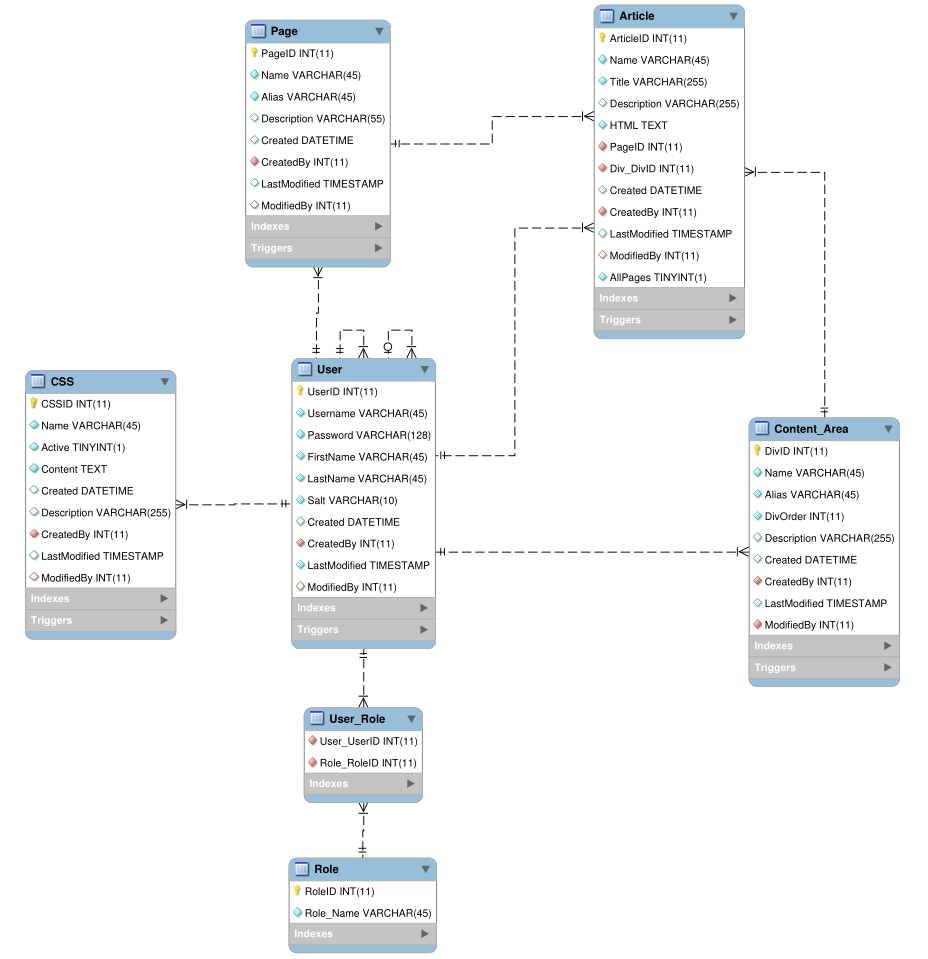 Page
PageID INT(11)
Name VARCHAR(45)
Alias VARCHAR(45)
Description VARCHAR(55)
Created DATETIME
CreatedBy INT(11)
LastModified TIMESTAMP
ModifiedBy INT(11)
Indexes
Triggers
Article
ArticleID INT(11)
Name VARCHAR(45)
Title VARCHAR(255)
Description VARCHAR(255)
HTML TEXT
PageID INT(11)
Div_DivID INT(11)
Created DATETIME
CreatedBy INT(11)
LastModified TIMESTAMP
ModifiedBy INT(11)
AllPages TINYINT(1)
Indexes
Triggers
CSS
CSSID INT(11)
Name VARCHAR(45)
Active TINYINT(1)
Content TEXT
Created DATETIME
Description VARCHAR(255)
CreatedBy INT(11)
LastModified TIMESTAMP
ModifiedBy INT(11)
Indexes
Triggers
User
UserID INT(11)
Username VARCHAR(45)
Password VARCHAR(128)
FirstName VARCHAR(45)
LastName VARCHAR(45)
Salt VARCHAR(10)
Created DATETIME
CreatedBy INT(11)
LastModified TIMESTAMP
ModifiedBy INT(11)
Indexes
Triggers
Content_Area
DivID INT(11)
Name VARCHAR(45)
Alias VARCHAR(45)
DivOrder INT(11)
Description VARCHAR(255)
Created DATETIME
CreatedBy INT(11)
LastModified TIMESTAMP
ModifiedBy INT(11)
Indexes
Triggers
User_Role
User_UserID INT(11)
Role_RoleID INT(11)
Indexes
Role
RoleID INT(11)
Role_Name VARCHAR(45)
Indexes